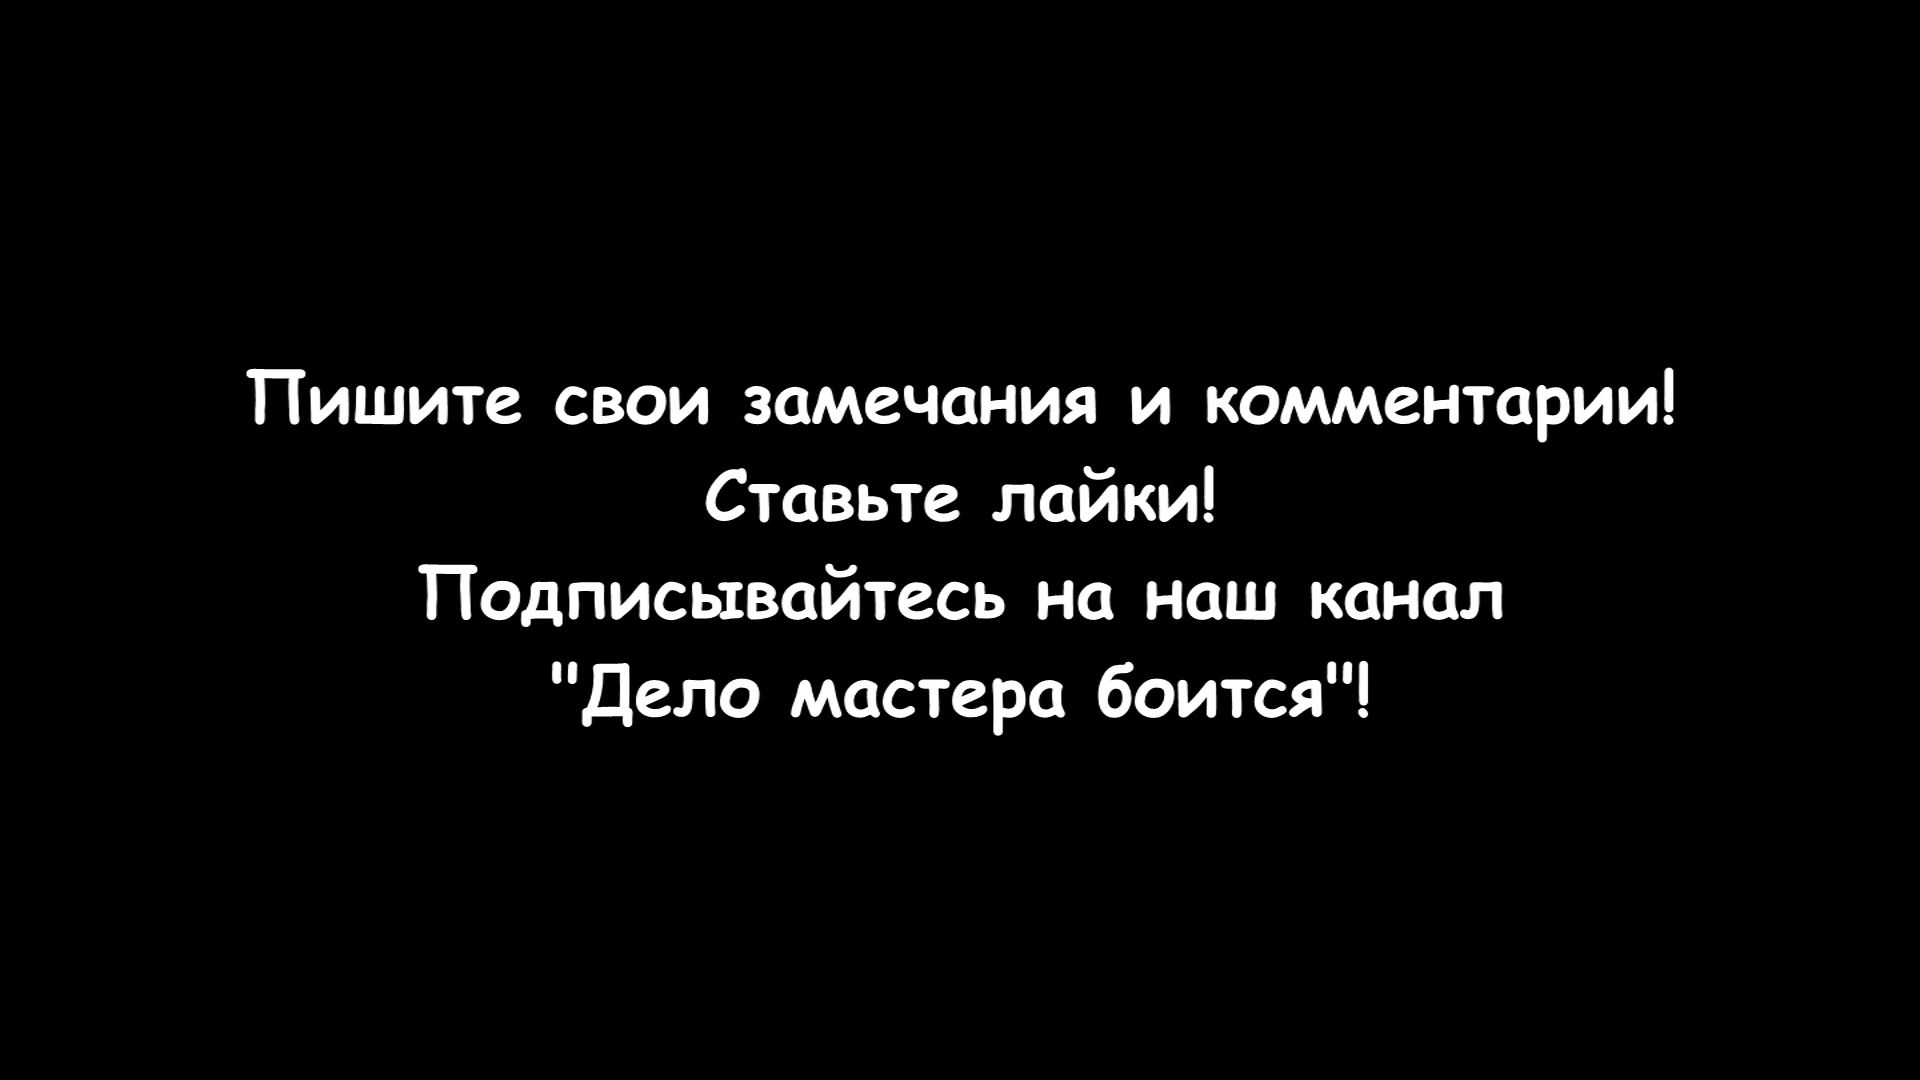 Пишите свои замечания и комментарии!
Ставьте лайки!
Подписывайтесь на наш канал
"Дело мастера боится"!